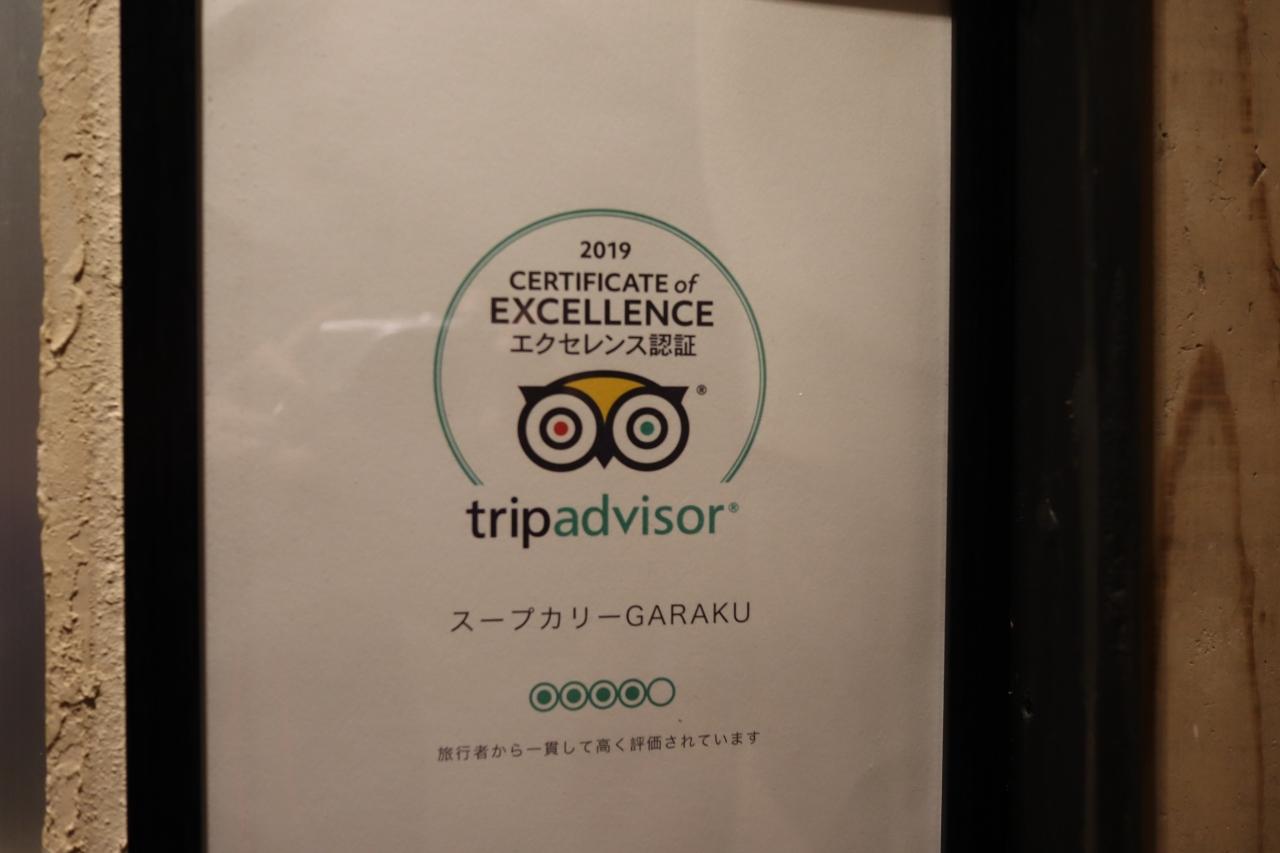 2019
CERTIFICATE of
EXCELLENCE
エクセレンス認証
®
tripadvisor®
スープカリーGARAKU
旅行者から一貫して高く評価されています